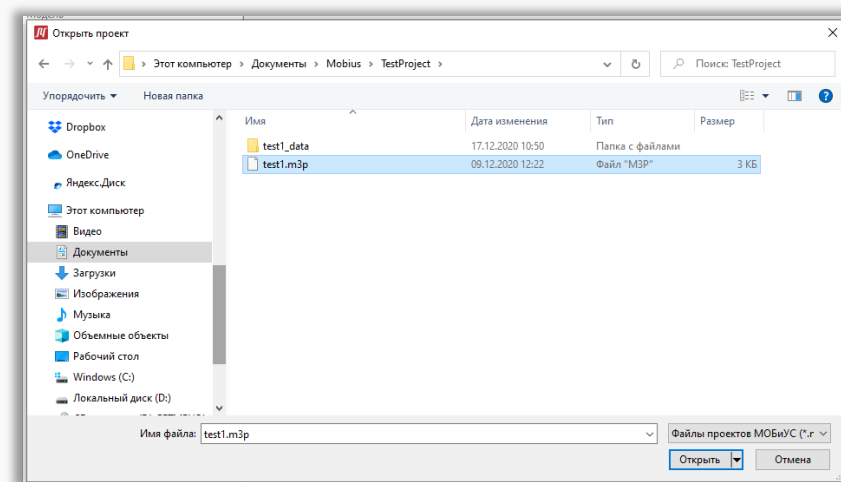 Открыть проект
Этот компьютер › Документы › Mobius › TestProject ›
Поиск: TestProject
Упорядочить
Новая папка
Имя
Дата изменения
Тип
Размер
test1_data
17.12.2020 10:50
Папка с файлами
test1.m3p
09.12.2020 12:22
Файл "M3P"
3 КБ
Dropbox
OneDrive
Яндекс.Диск
Этот компьютер
Видео
Документы
Загрузки
Изображения
Музыка
Объемные объекты
Рабочий стол
Windows (C:)
Локальный диск (D:)
Имя файла:
test1.m3p
Файлы проектов МОБиУС (*.r
Открыть
Отмена